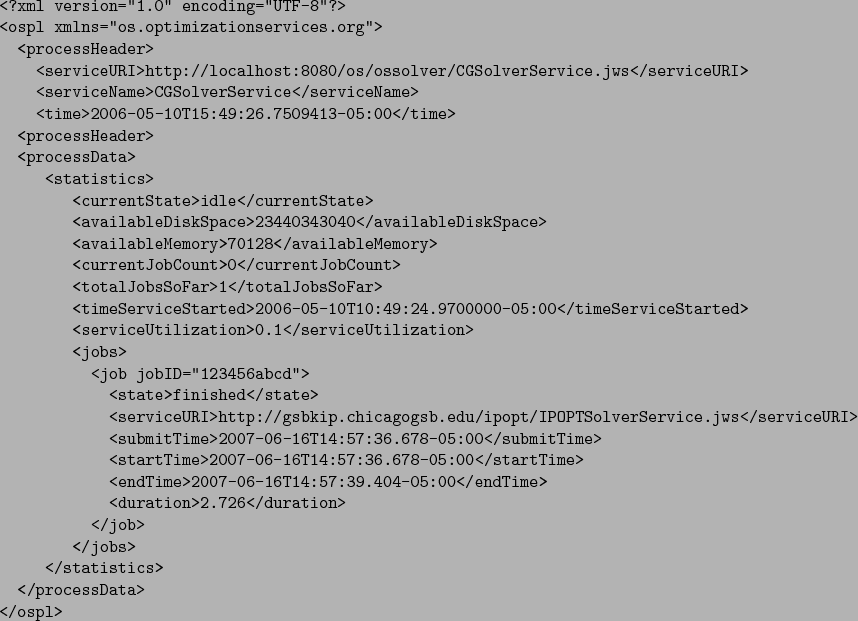 <?xml version="1.0" encoding="UTF-8"?>
<ospl xmlns="os.optimizationservices.org">
  <processHeader>
    <serviceURI>http://localhost:8080/os/ossolver/CGSolverService.jws</serviceURI>
    <serviceName>CGSolverService</serviceName>
    <time>2006-05-10T15:49:26.7509413-05:00</time>
  <processHeader>
  <processData>
     <statistics>
        <currentState>idle</currentState>
        <availableDiskSpace>23440343040</availableDiskSpace>
        <availableMemory>70128</availableMemory>
        <currentJobCount>0</currentJobCount>
        <totalJobsSoFar>1</totalJobsSoFar>
        <timeServiceStarted>2006-05-10T10:49:24.9700000-05:00</timeServiceStarted>
        <serviceUtilization>0.1</serviceUtilization>
        <jobs>
          <job jobID="123456abcd">
            <state>finished</state>
            <serviceURI>http://gsbkip.chicagogsb.edu/ipopt/IPOPTSolverService.jws</serviceURI>
            <submitTime>2007-06-16T14:57:36.678-05:00</submitTime>
            <startTime>2007-06-16T14:57:36.678-05:00</startTime>
            <endTime>2007-06-16T14:57:39.404-05:00</endTime>
            <duration>2.726</duration>
          </job>
        </jobs>
     </statistics>
  </processData>
</ospl>